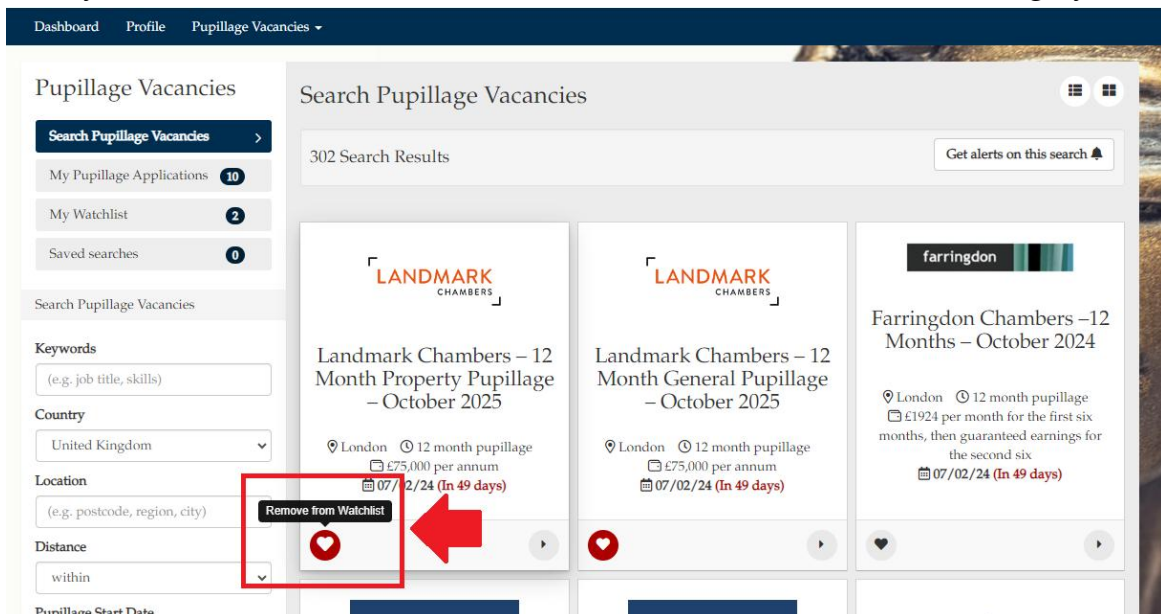 Dashboard Profile Pupillage Vacancies
Pupillage Vacancies
Search Pupillage Vacancies
My Pupillage Applications 10
My Watchlist 2
Saved searches 0
Search Pupillage Vacancies
Keywords
(e.g. job title, skills)
Country
United Kingdom
Location
(e.g. postcode, region, city)
Distance
within
Pupillage Start Date
Search Pupillage Vacancies
302 Search Results
Get alerts on this search
LANDMARK
CHAMBERS
Landmark Chambers – 12
Month Property Pupillage
– October 2025
London 12 month pupillage
£75,000 per annum
07/02/24 (In 49 days)
Remove from Watchlist
LANDMARK
CHAMBERS
Landmark Chambers – 12
Month General Pupillage
– October 2025
London 12 month pupillage
£75,000 per annum
07/02/24 (In 49 days)
farringdon
Farringdon Chambers –12
Months – October 2024
London 12 month pupillage
£1924 per month for the first six
months, then guaranteed earnings for
the second six
07/02/24 (In 49 days)